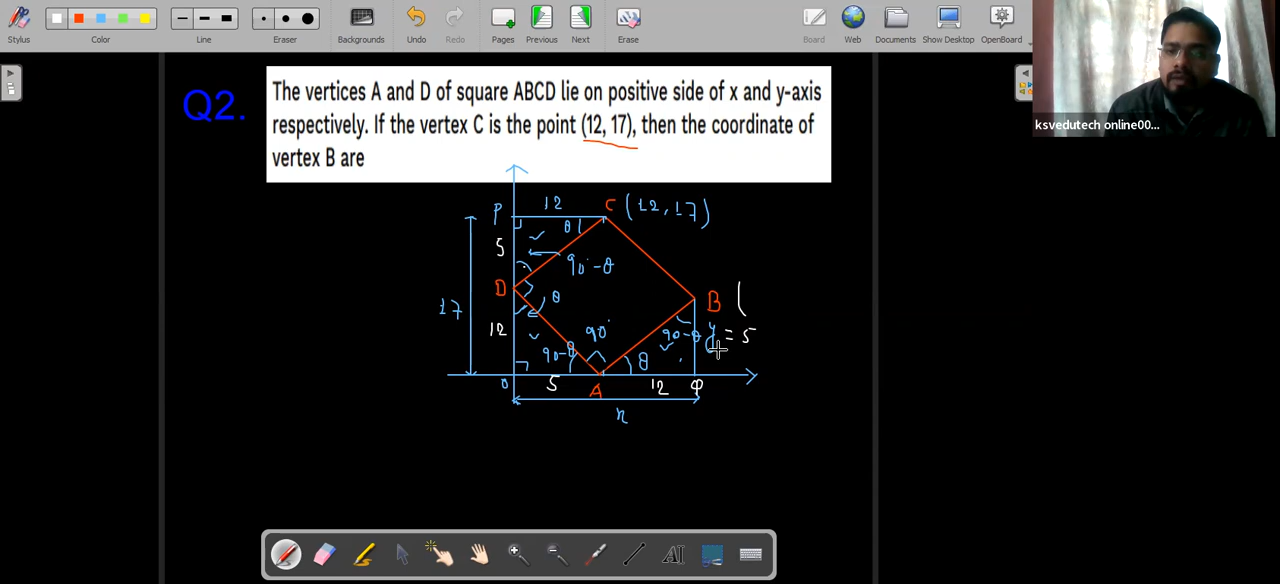 Stylus
Color
Line
Eraser
Backgrounds
Undo
Redo
Pages
Previous
Next
Erase
Board
Web
Documents
Show Desktop
OpenBoard
ksvedutech online00...
Q2.
The vertices A and D of square ABCD lie on positive side of x and y-axis
respectively. If the vertex C is the point (12, 17), then the coordinate of
vertex B are
P 12 C (12, 17)
5 θ
90°-θ
D θ B (
17
12 90° 90-θ y = 5
90-θ θ
0 5 A 12 φ
x
AI